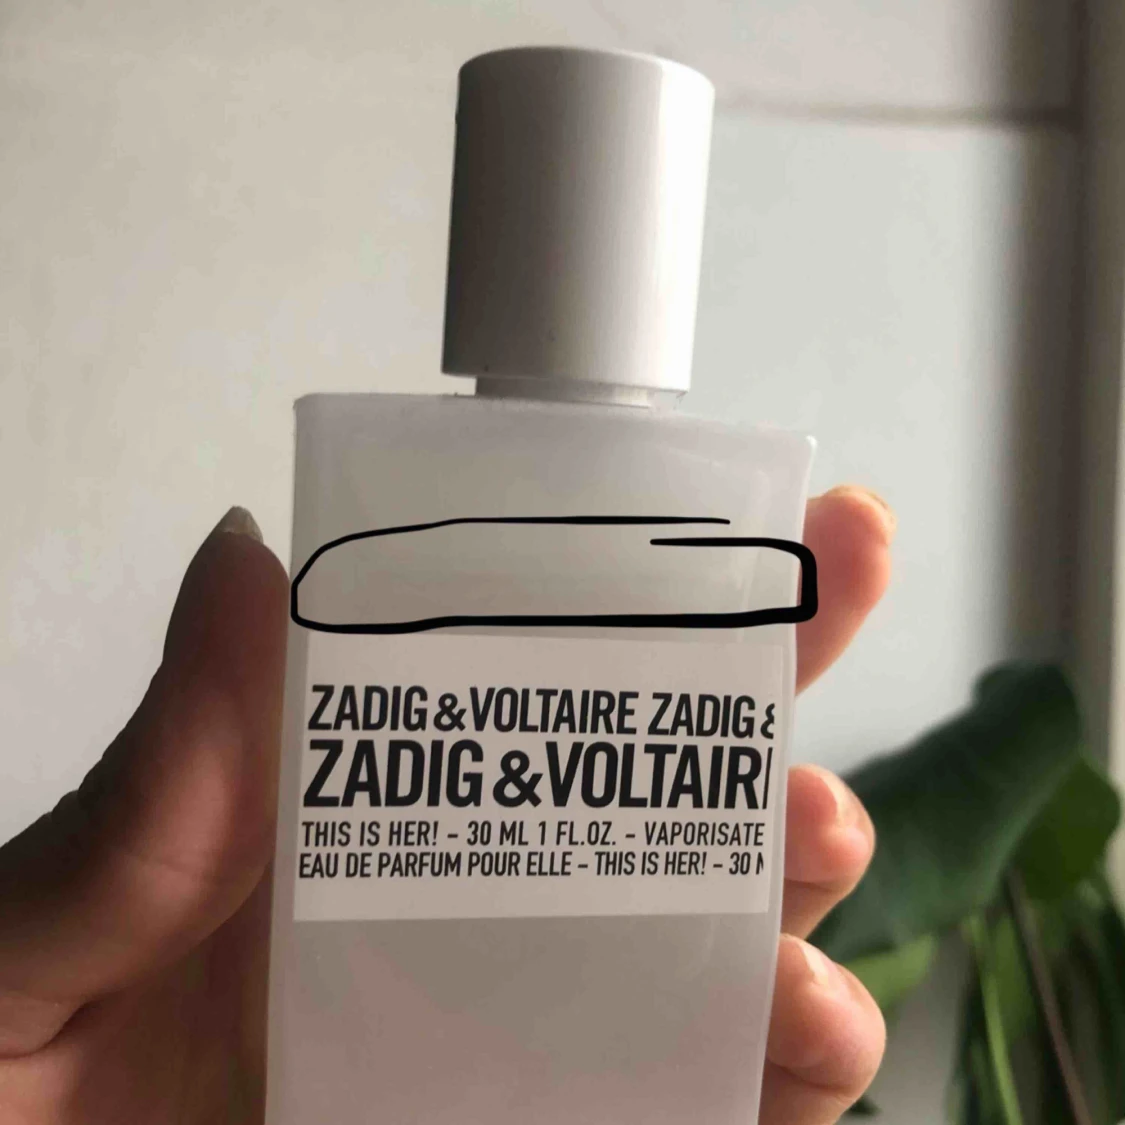 ZADIG & VOLTAIRE ZADIG &
ZADIG & VOLTAIR
THIS IS HER! – 30 ML 1 FL.OZ. – VAPORISATE
EAU DE PARFUM POUR ELLE – THIS IS HER! – 30